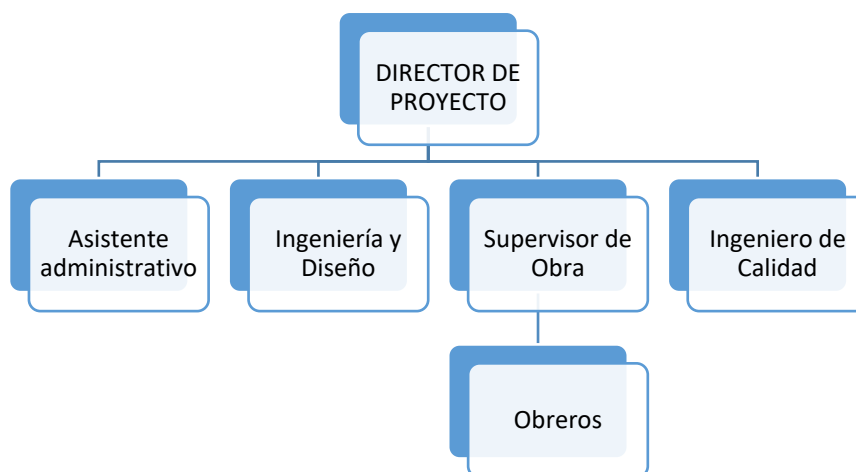 DIRECTOR DE
PROYECTO
Asistente
administrativo
Ingeniería y
Diseño
Supervisor de
Obra
Ingeniero de
Calidad
Obreros